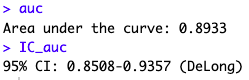 > auc
Area under the curve: 0.8933
> IC_auc
95% CI: 0.8508-0.9357 (DeLong)